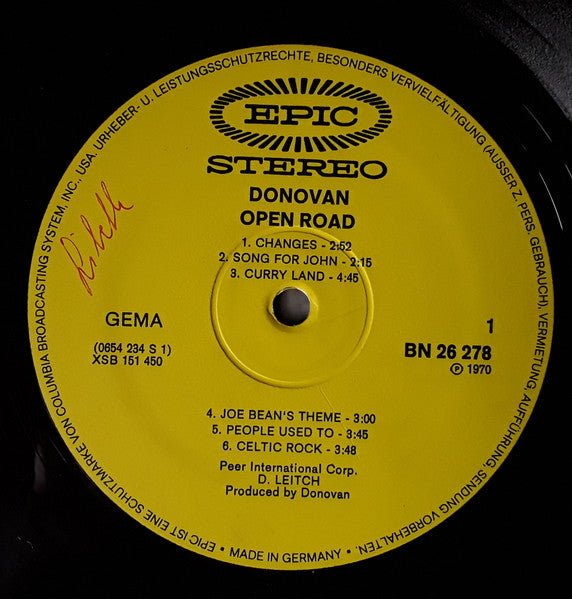 EPIC
STEREO
DONOVAN
OPEN ROAD
1. CHANGES - 2:52
2. SONG FOR JOHN - 2:15
3. CURRY LAND - 4:45
GEMA
(0654 234 S 1)
XSB 151 450
1
BN 26 278
Ⓟ 1970
4. JOE BEAN'S THEME - 3:00
5. PEOPLE USED TO - 3:45
6. CELTIC ROCK - 3:48
Peer International Corp.
D. LEITCH
Produced by Donovan
• EPIC IST EINE SCHUTZMARKE VON COLUMBIA BROADCASTING SYSTEM, INC., USA. URHEBER- U. LEISTUNGSSCHUTZRECHTE, BESONDERS VERVIELFÄLTIGUNG (AUSSER Z. PERS. GEBRAUCH), VERMIETUNG, AUFFÜHRUNG, SENDUNG VORBEHALTEN.
• MADE IN GERMANY •